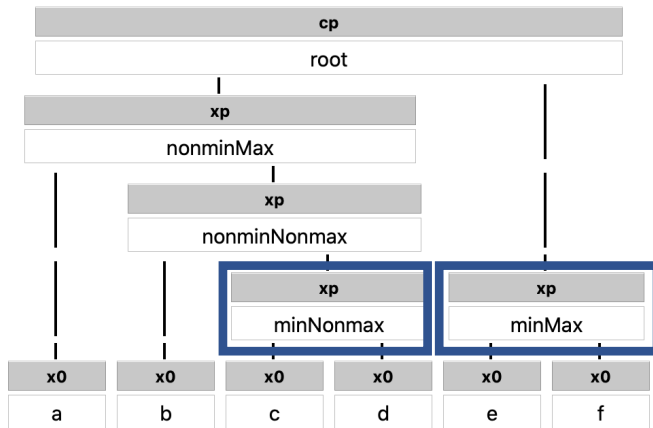 cp
root
xp
nonminMax
xp
nonminNonmax
xp xp
minNonmax minMax
x0 x0 x0 x0 x0 x0
a b c d e f